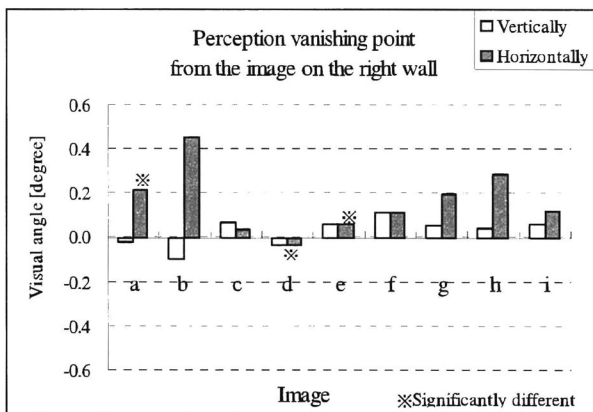 Perception vanishing point
from the image on the right wall
Vertically
Horizontally
Visual angle [degree]
0.6
0.4
0.2
0.0
-0.2
-0.4
-0.6
※
※
※
a b c d e f g h i
Image
※Significantly different